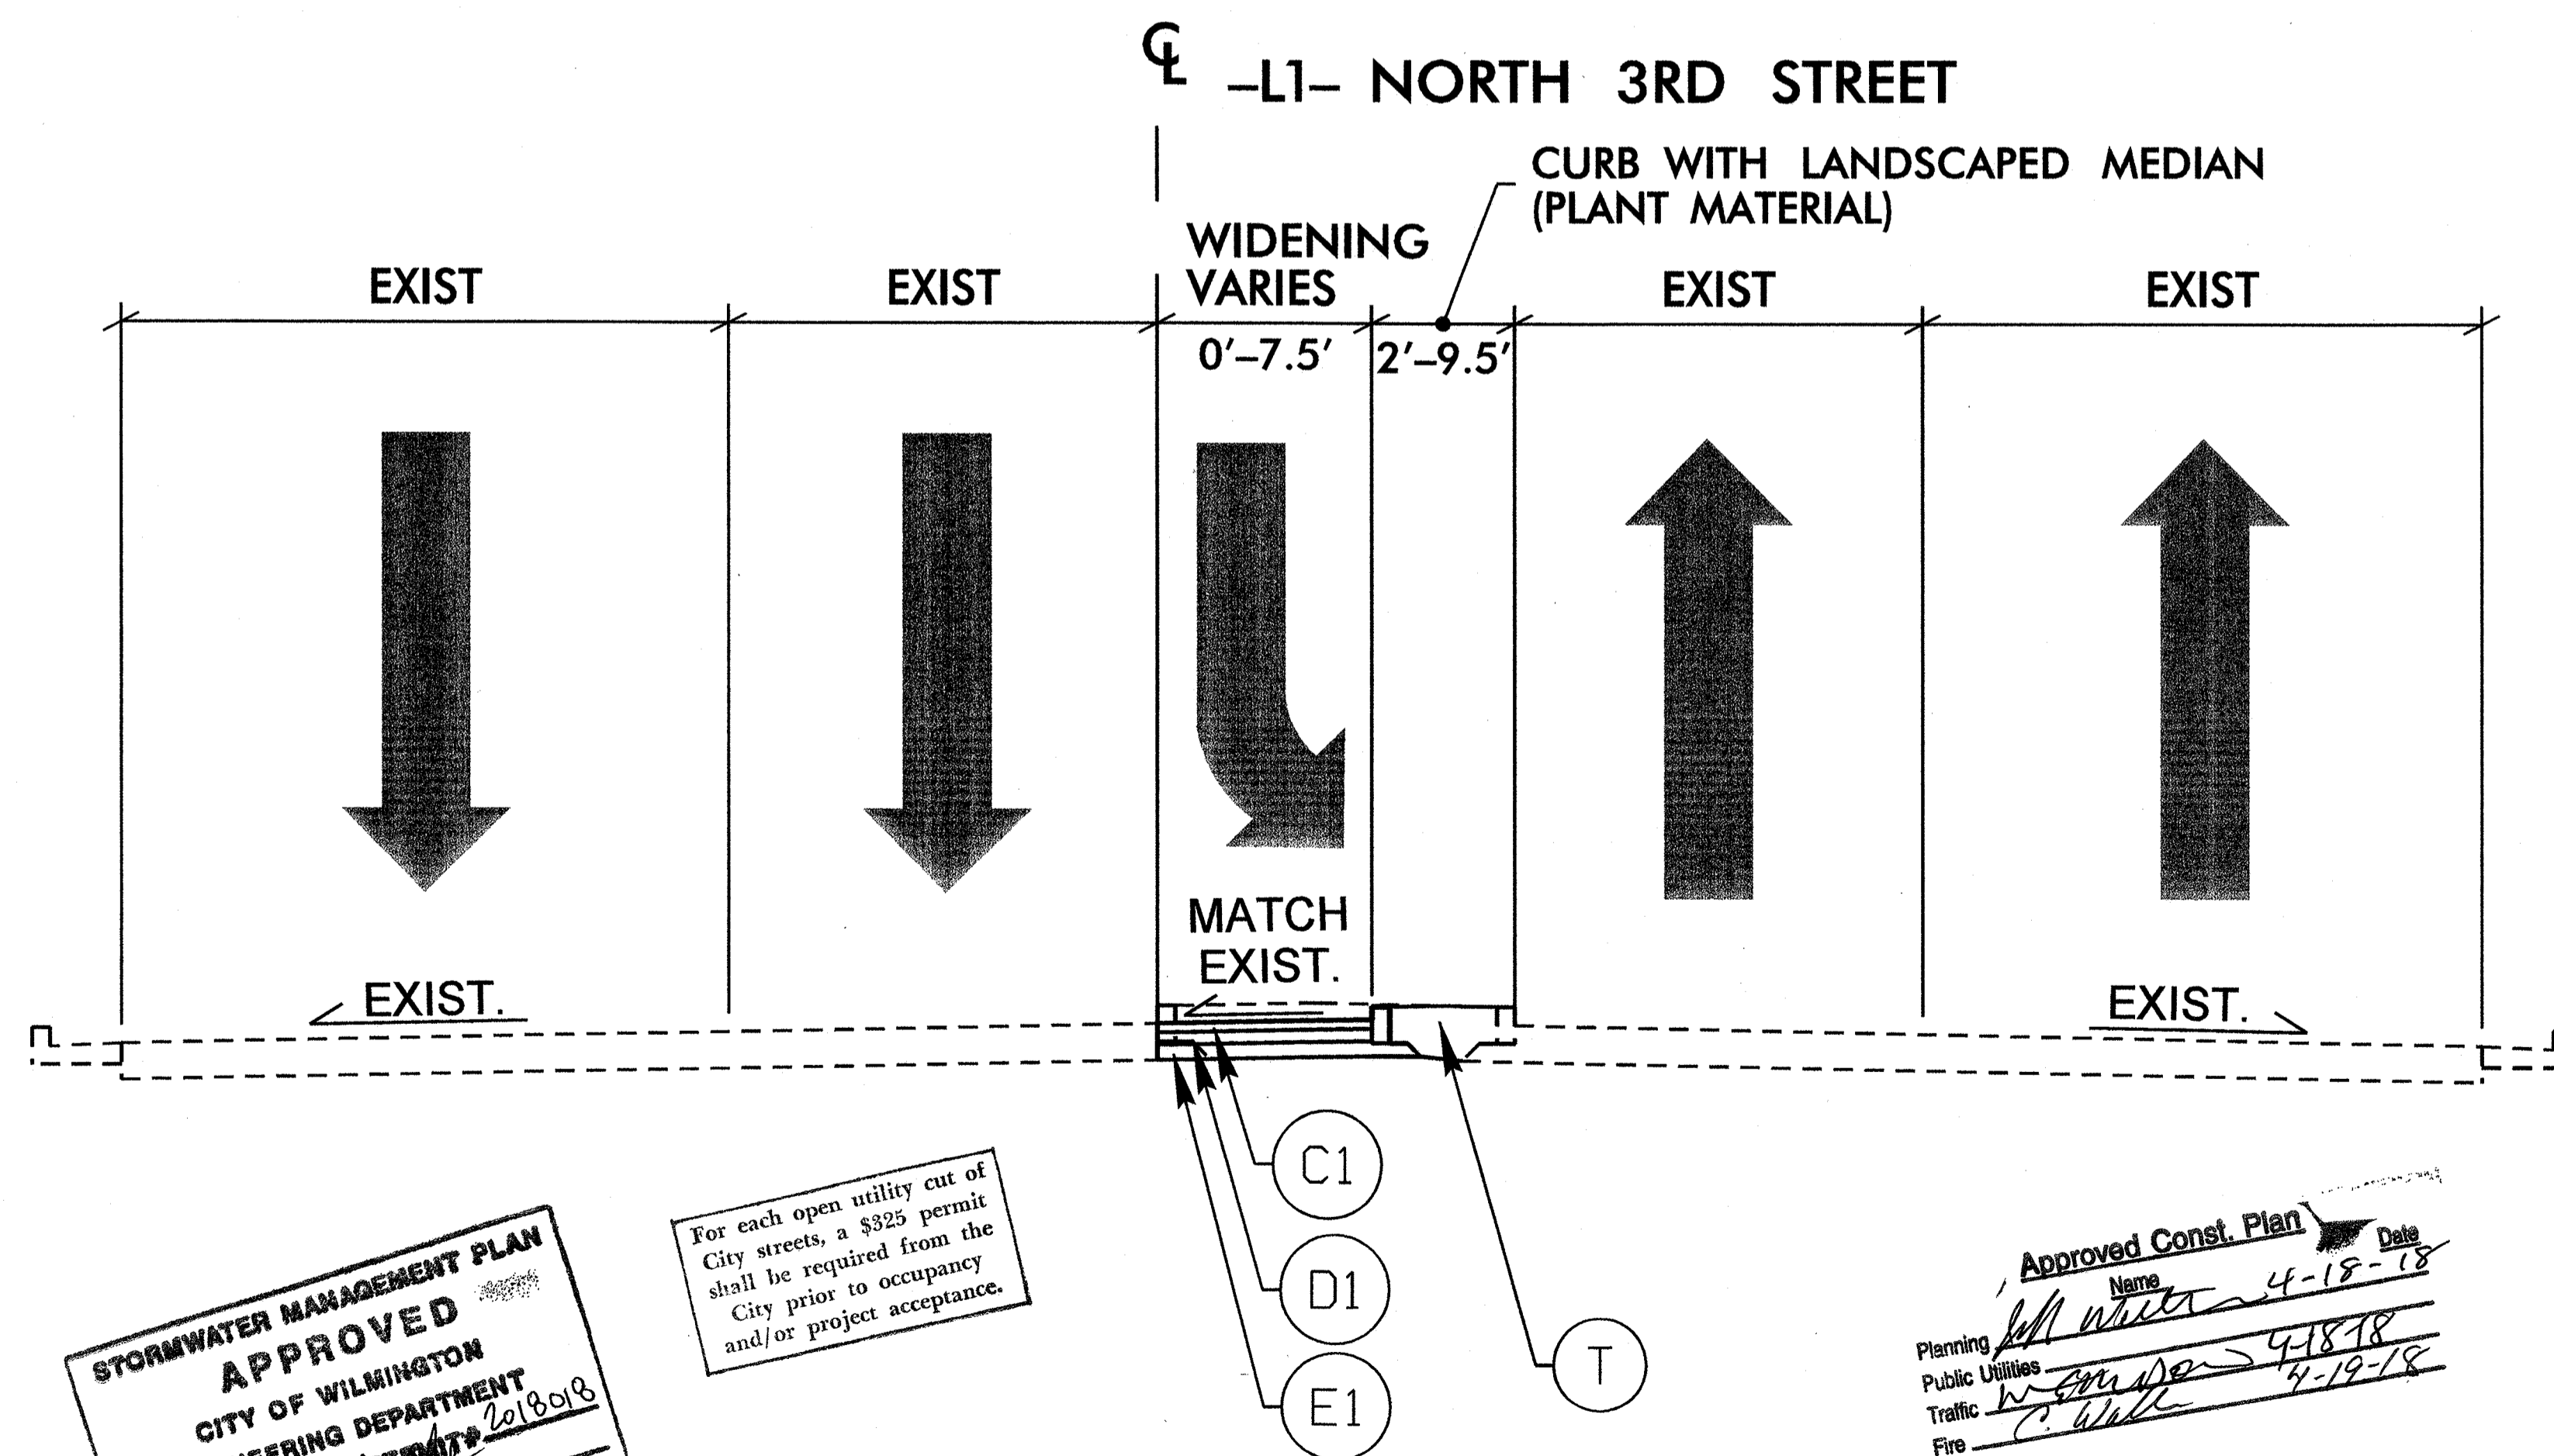 ℄ –L1– NORTH 3RD STREET
CURB WITH LANDSCAPED MEDIAN
(PLANT MATERIAL)
WIDENING
VARIES
EXIST
EXIST
EXIST
EXIST
0'–7.5'
2'–9.5'
MATCH
EXIST.
EXIST.
EXIST.
C1
D1
E1
T
For each open utility cut of
City streets, a $325 permit
shall be required from the
City prior to occupancy
and/or project acceptance.
STORMWATER MANAGEMENT PLAN
APPROVED
CITY OF WILMINGTON
EERING DEPARTMENT
2018018
Approved Const. Plan
Name Date
Planning 4-18-18
Public Utilities
Traffic 4-18-18
Fire C. Walker 4-19-18